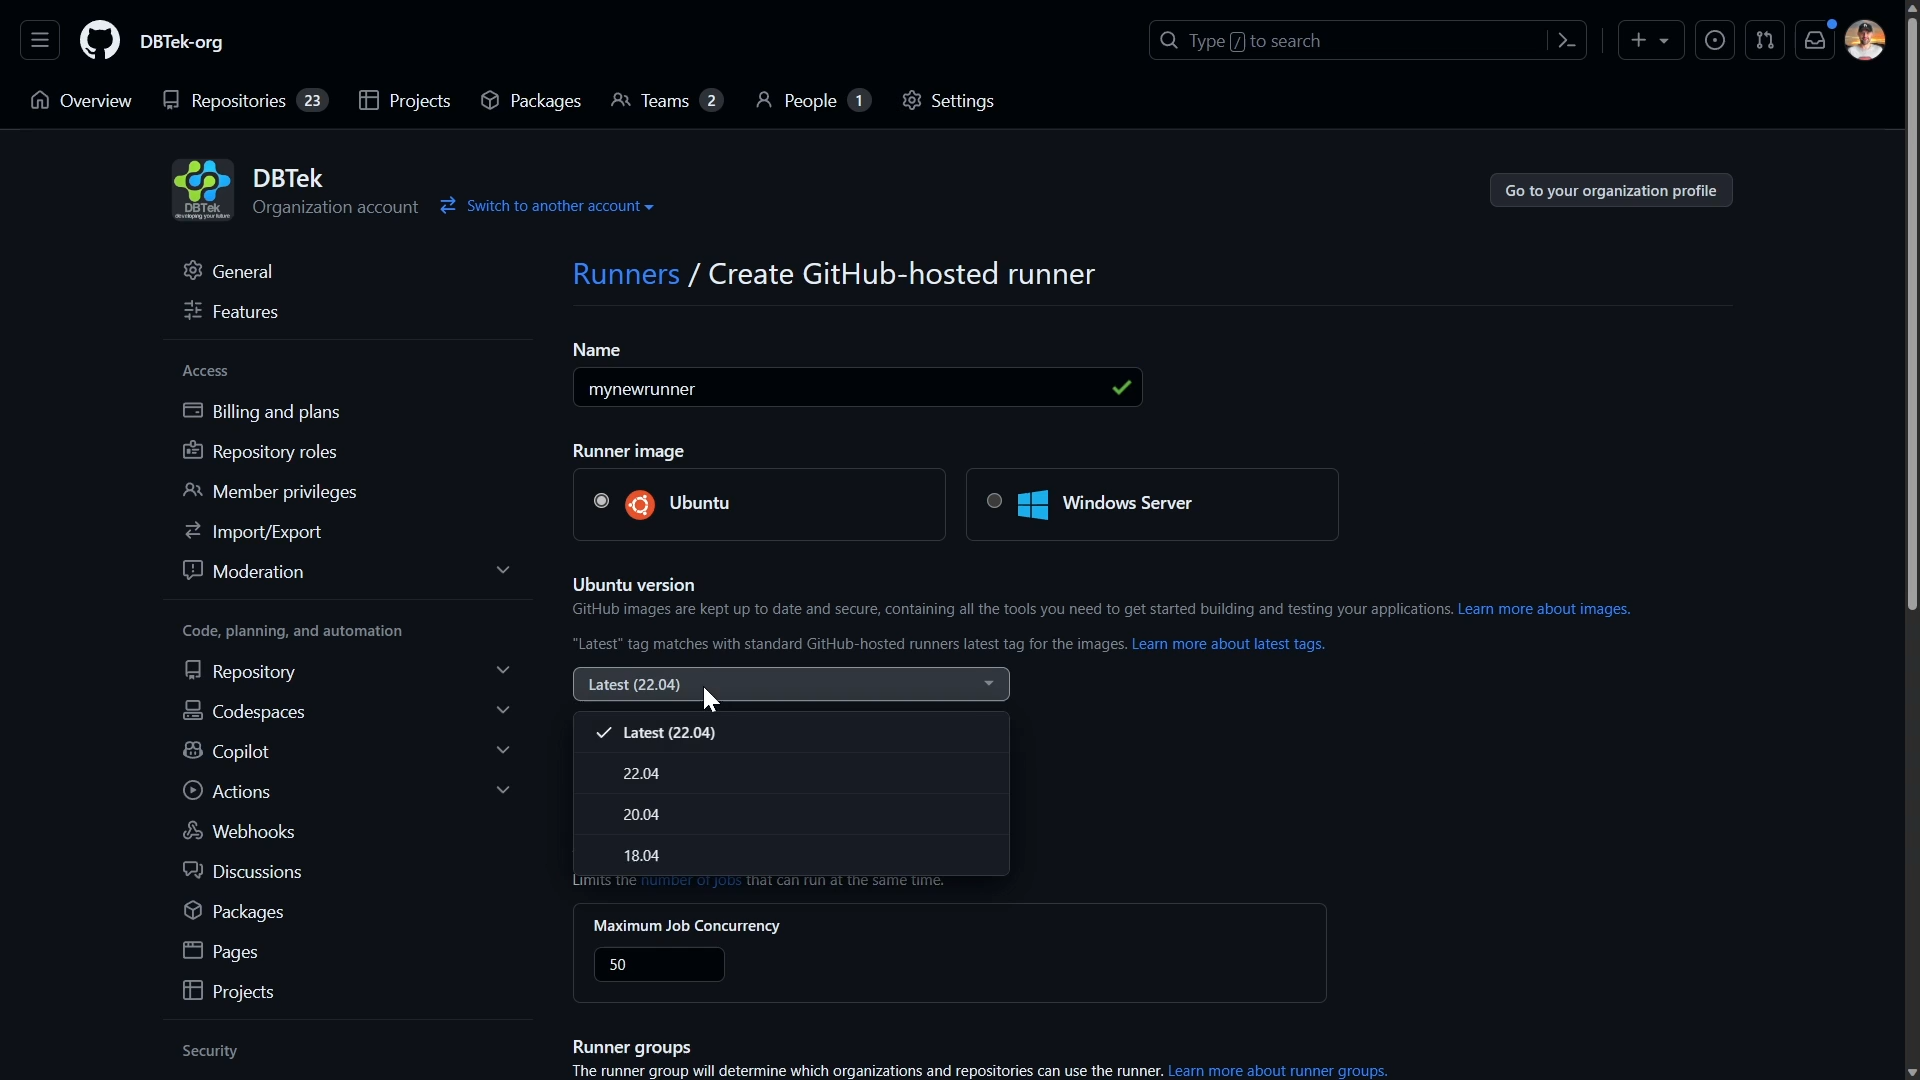 DBTek-org
Type / to search
Overview
Repositories 23
Projects
Packages
Teams 2
People 1
Settings
DBTek
developing your future
DBTek
Organization account
Switch to another account
Go to your organization profile
General
Features
Access
Billing and plans
Repository roles
Member privileges
Import/Export
Moderation
Code, planning, and automation
Repository
Codespaces
Copilot
Actions
Webhooks
Discussions
Packages
Pages
Projects
Security
Runners / Create GitHub-hosted runner
Name
mynewrunner
Runner image
Ubuntu
Windows Server
Ubuntu version
GitHub images are kept up to date and secure, containing all the tools you need to get started building and testing your applications. Learn more about images.
"Latest" tag matches with standard GitHub-hosted runners latest tag for the images. Learn more about latest tags.
Latest (22.04)
Latest (22.04)
22.04
20.04
18.04
Limits the number of jobs that can run at the same time.
Maximum Job Concurrency
50
Runner groups
The runner group will determine which organizations and repositories can use the runner. Learn more about runner groups.